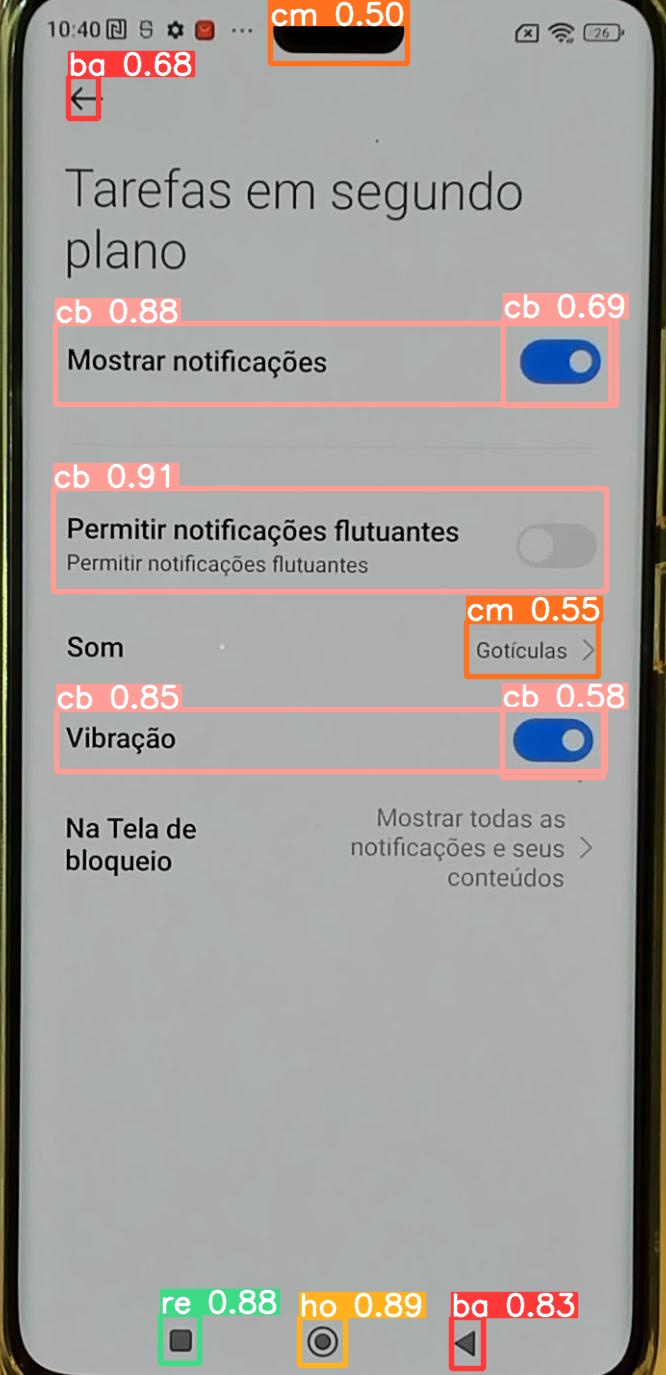 10:40
26
cm 0.50
ba 0.68
Tarefas em segundo
plano
cb 0.88
cb 0.69
Mostrar notificações
cb 0.91
Permitir notificações flutuantes
Permitir notificações flutuantes
cm 0.55
Som
Gotículas
cb 0.85
cb 0.58
Vibração
Na Tela de
bloqueio
Mostrar todas as
notificações e seus
conteúdos
re 0.88
ho 0.89
ba 0.83